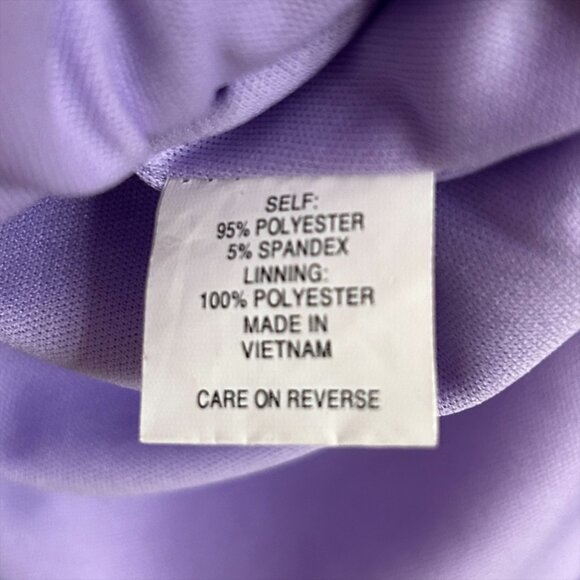 SELF:
95% POLYESTER
5% SPANDEX
LINNING:
100% POLYESTER
MADE IN
VIETNAM
CARE ON REVERSE